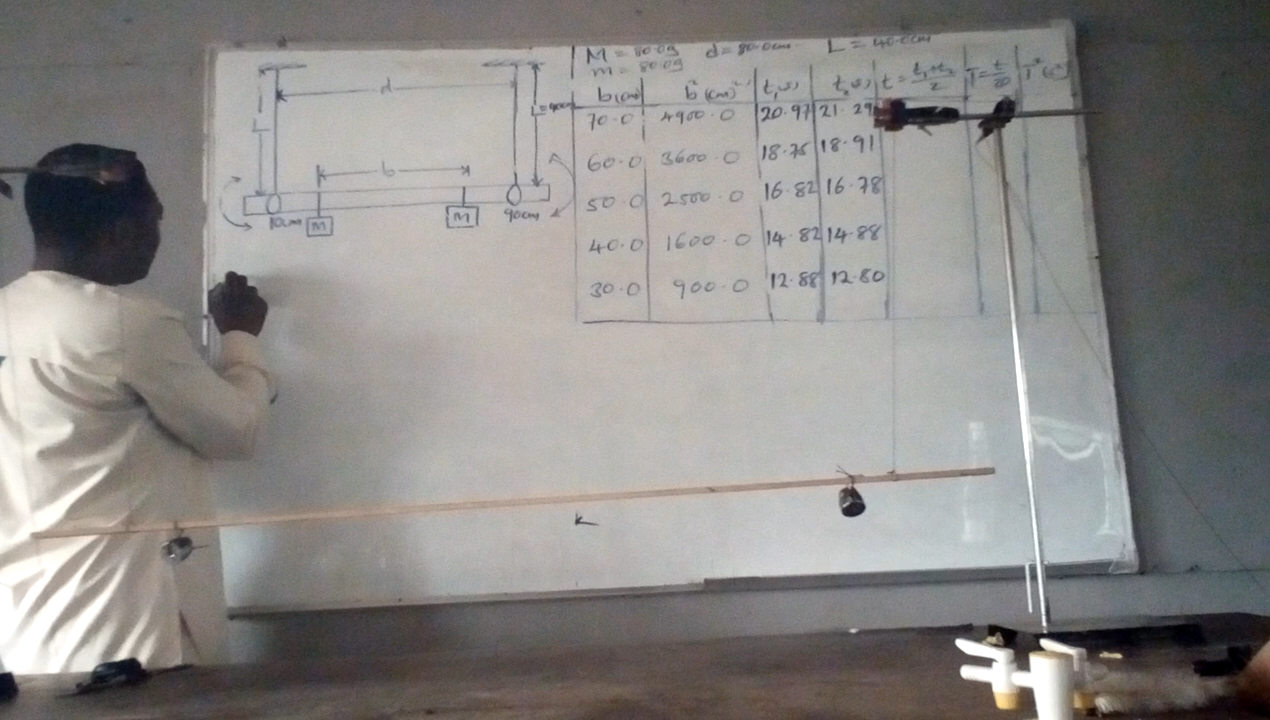 M = 80.0g d = 80.0cm L = 40.0cm
m = 80.0g
b(cm) b²(cm)² t₁(s) t₂(s) t = t₁+t₂/2 T = t/20 T²(s²)
70.0 4900.0 20.97 21.29
60.0 3600.0 18.75 18.91
50.0 2500.0 16.82 16.78
40.0 1600.0 14.82 14.88
30.0 900.0 12.88 12.80
d
L L=40cm
b
10cm M M 90cm